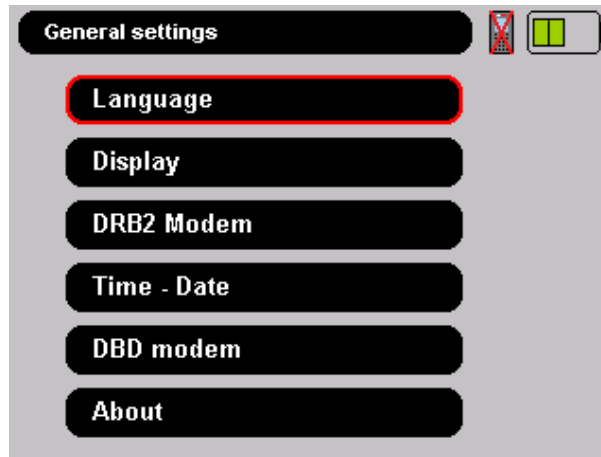 General settings
Language
Display
DRB2 Modem
Time - Date
DBD modem
About